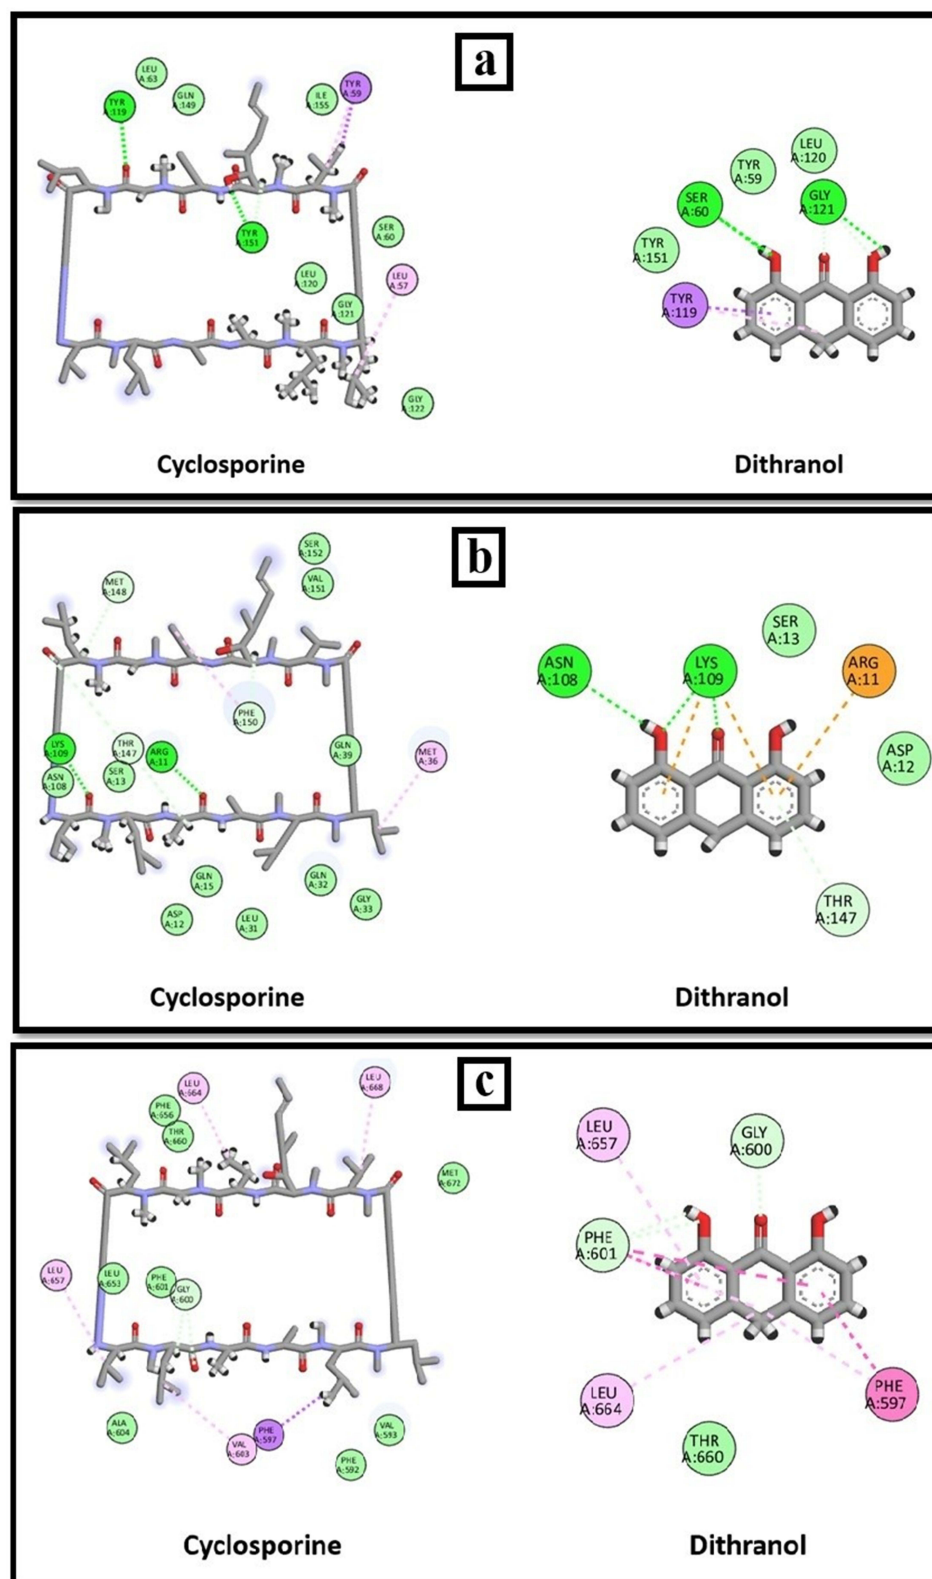 a
LEU
A:63
TYR
A:119
GLN
A:149
ILE
A:155
TYR
A:59
TYR
A:151
SER
A:60
LEU
A:120
LEU
A:57
GLY
A:121
GLY
A:122
Cyclosporine
LEU
A:120
TYR
A:59
SER
A:60
GLY
A:121
TYR
A:151
TYR
A:119
Dithranol
b
SER
A:152
VAL
A:151
MET
A:148
PHE
A:150
LYS
A:109
THR
A:147
ARG
A:11
GLN
A:39
MET
A:36
ASN
A:108
SER
A:13
GLN
A:15
GLN
A:32
ASP
A:12
LEU
A:31
GLY
A:33
Cyclosporine
SER
A:13
ASN
A:108
LYS
A:109
ARG
A:11
ASP
A:12
THR
A:147
Dithranol
c
LEU
A:664
LEU
A:668
PHE
A:656
THR
A:660
MET
A:672
LEU
A:657
LEU
A:653
PHE
A:601
GLY
A:600
ALA
A:604
VAL
A:603
PHE
A:597
VAL
A:593
PHE
A:592
Cyclosporine
LEU
A:657
GLY
A:600
PHE
A:601
LEU
A:664
PHE
A:597
THR
A:660
Dithranol